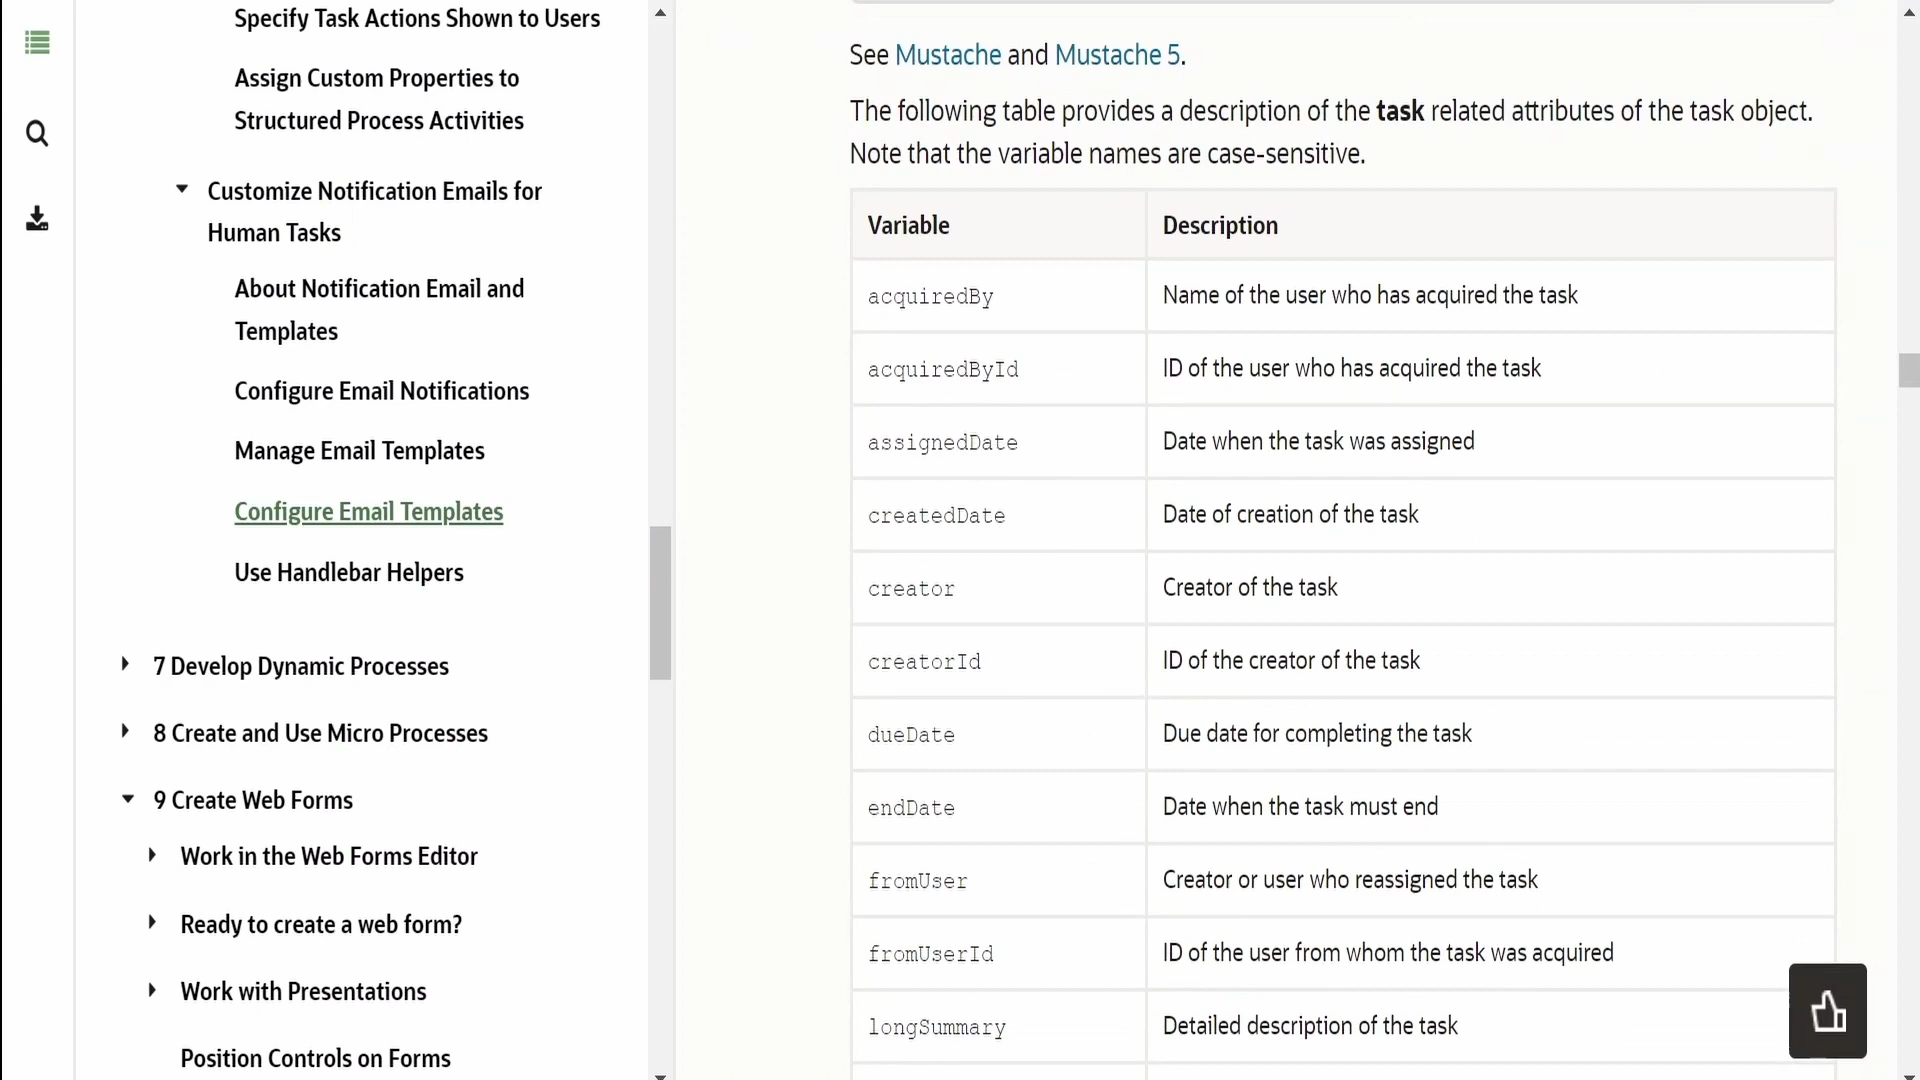 Specify Task Actions Shown to Users
Assign Custom Properties to
Structured Process Activities
Customize Notification Emails for
Human Tasks
About Notification Email and
Templates
Configure Email Notifications
Manage Email Templates
Configure Email Templates
Use Handlebar Helpers
7 Develop Dynamic Processes
8 Create and Use Micro Processes
9 Create Web Forms
Work in the Web Forms Editor
Ready to create a web form?
Work with Presentations
Position Controls on Forms
See Mustache and Mustache 5.
The following table provides a description of the task related attributes of the task object.
Note that the variable names are case-sensitive.
Variable Description
acquiredBy Name of the user who has acquired the task
acquiredById ID of the user who has acquired the task
assignedDate Date when the task was assigned
createdDate Date of creation of the task
creator Creator of the task
creatorId ID of the creator of the task
dueDate Due date for completing the task
endDate Date when the task must end
fromUser Creator or user who reassigned the task
fromUserId ID of the user from whom the task was acquired
longSummary Detailed description of the task